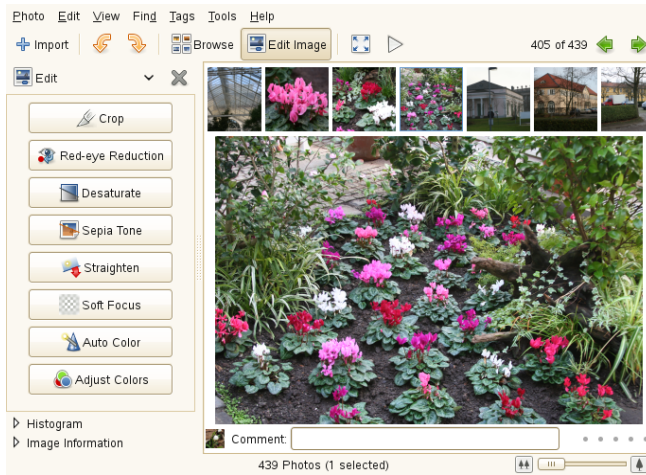 Photo Edit View Find Tags Tools Help
Import Browse Edit Image 405 of 439
Edit
Crop
Red-eye Reduction
Desaturate
Sepia Tone
Straighten
Soft Focus
Auto Color
Adjust Colors
Histogram
Image Information
Comment:
439 Photos (1 selected)